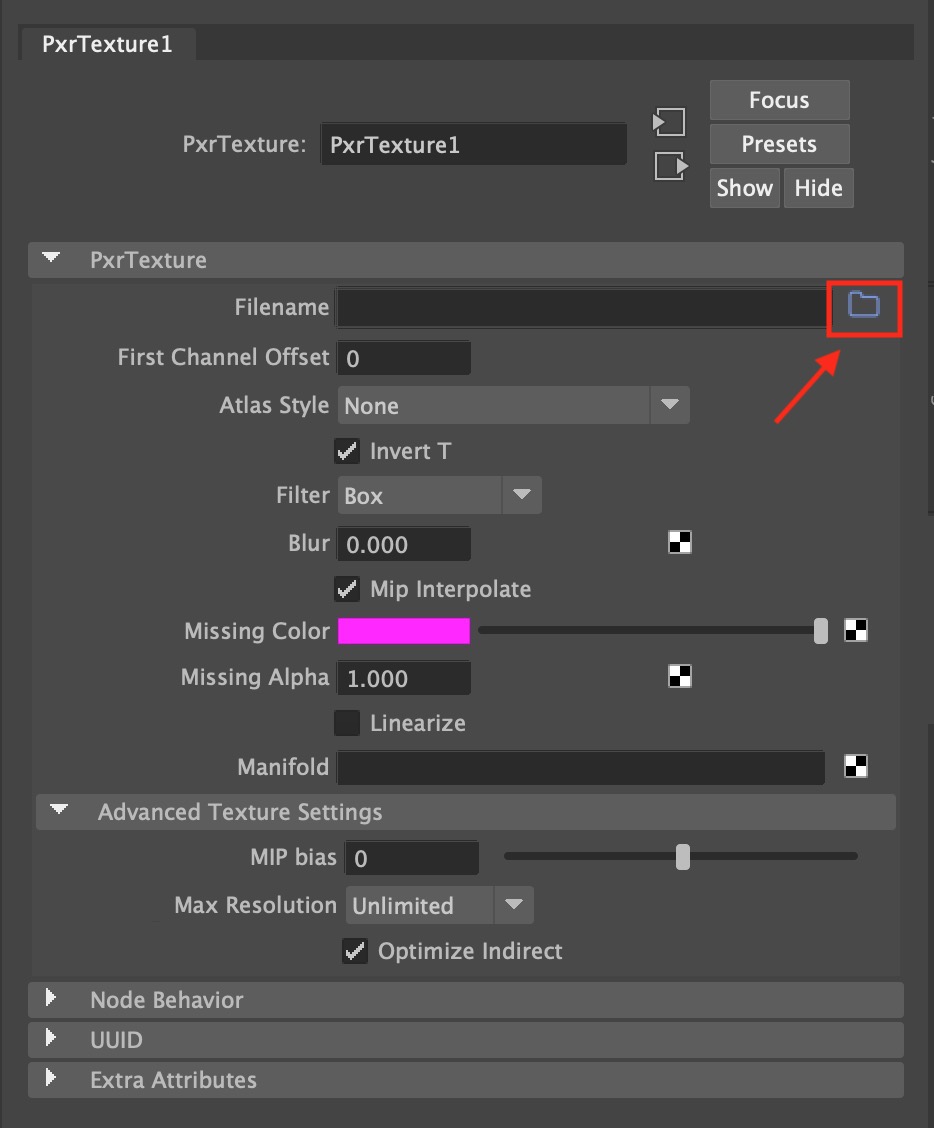 PxrTexture1
Focus
PxrTexture: PxrTexture1
Presets
Show Hide
PxrTexture
Filename
First Channel Offset 0
Atlas Style None
Invert T
Filter Box
Blur 0.000
Mip Interpolate
Missing Color
Missing Alpha 1.000
Linearize
Manifold
Advanced Texture Settings
MIP bias 0
Max Resolution Unlimited
Optimize Indirect
Node Behavior
UUID
Extra Attributes